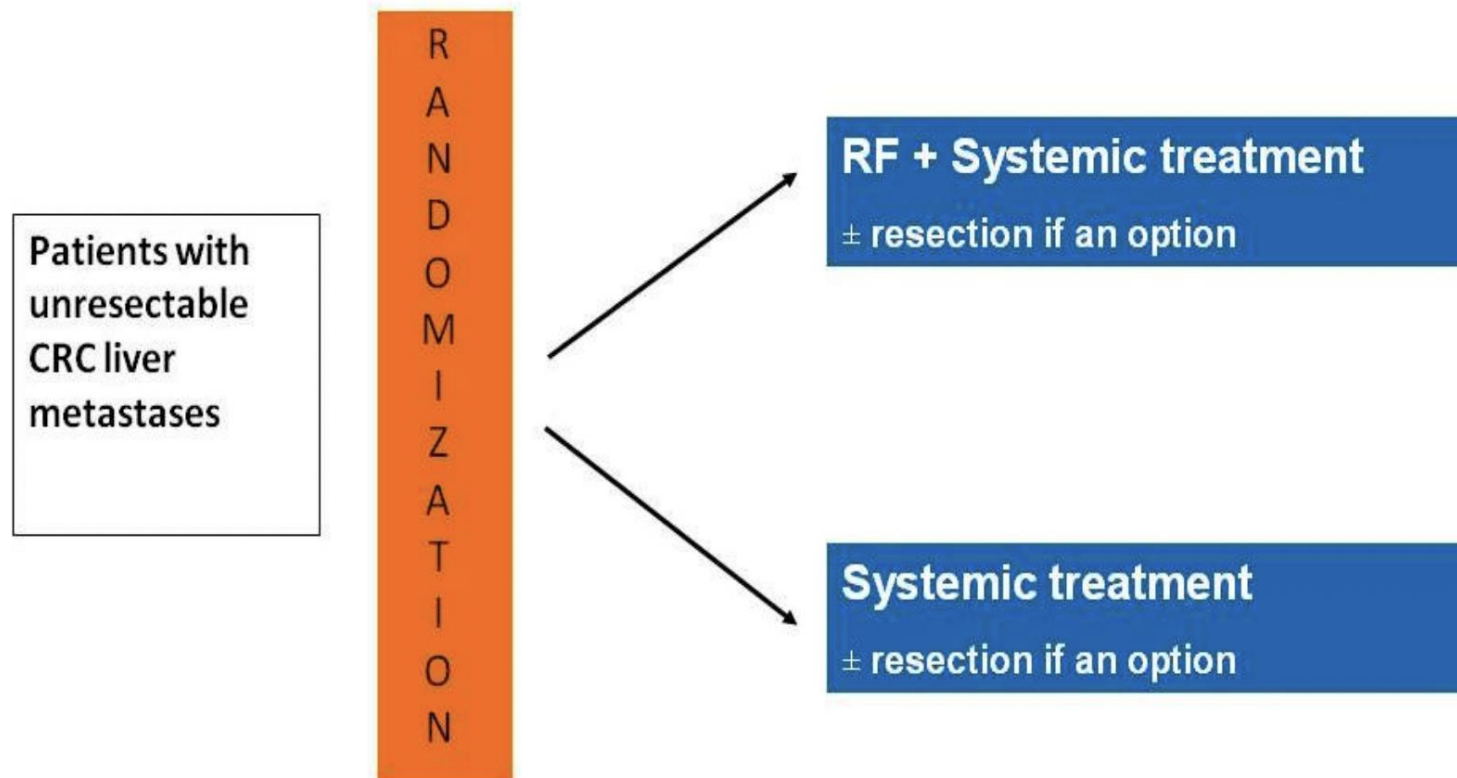 Patients with
unresectable
CRC liver
metastases
RANDOMIZATION
RF + Systemic treatment
± resection if an option
Systemic treatment
± resection if an option